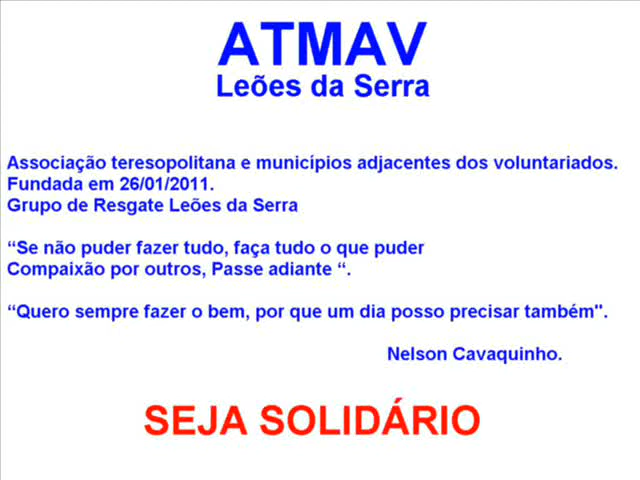 ATMAV
Leões da Serra
Associação teresopolitana e municípios adjacentes dos voluntariados.
Fundada em 26/01/2011.
Grupo de Resgate Leões da Serra
“Se não puder fazer tudo, faça tudo o que puder
Compaixão por outros, Passe adiante “.
“Quero sempre fazer o bem, por que um dia posso precisar também".
Nelson Cavaquinho.
SEJA SOLIDÁRIO